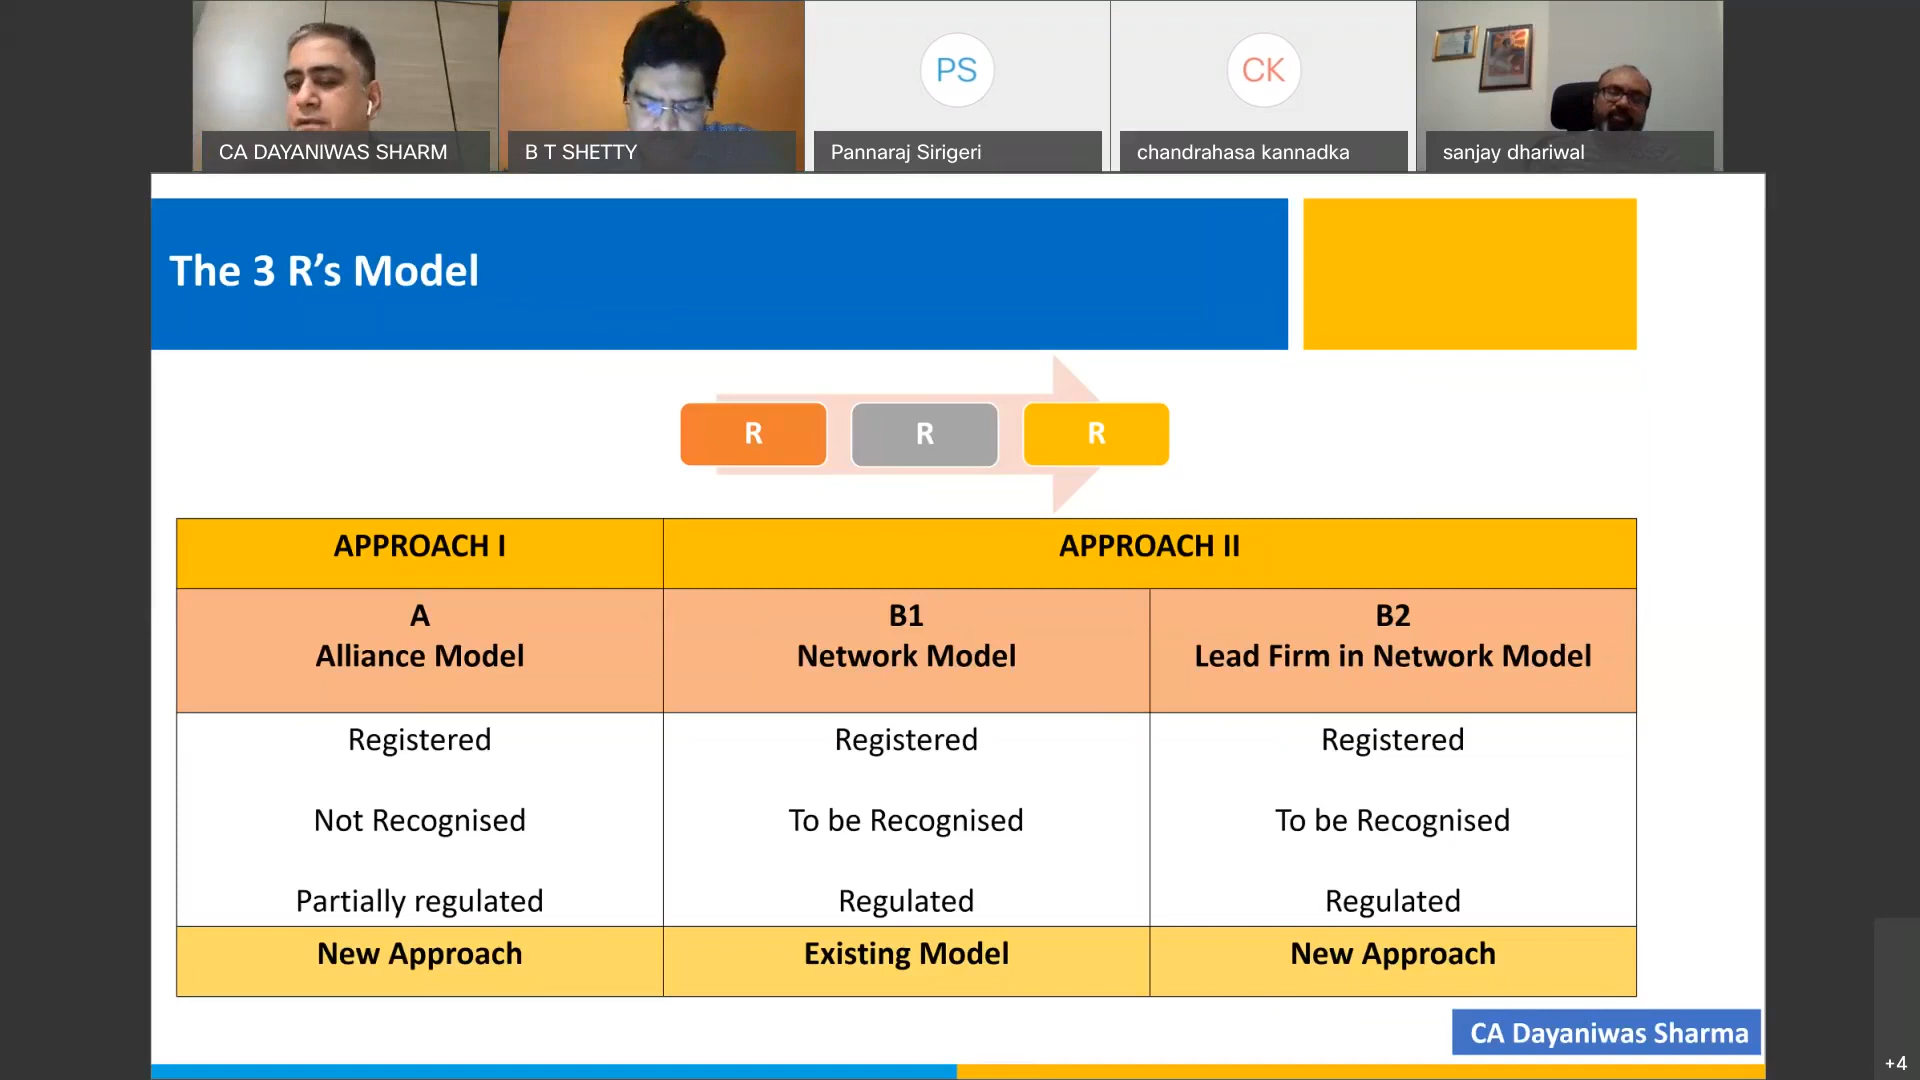 CA DAYANIWAS SHARM
B T SHETTY
PS
Pannaraj Sirigeri
CK
chandrahasa kannadka
sanjay dhariwal
The 3 R’s Model
R
R
R
APPROACH I
APPROACH II
A
Alliance Model
B1
Network Model
B2
Lead Firm in Network Model
Registered
Not Recognised
Partially regulated
Registered
To be Recognised
Regulated
Registered
To be Recognised
Regulated
New Approach
Existing Model
New Approach
CA Dayaniwas Sharma
+4